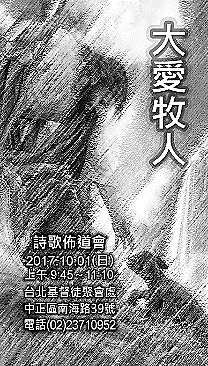 大愛牧人
詩歌佈道會
2017-10-01(日)
上午 9:45~11:10
台北基督徒聚會處
中正區南海路39號
電話(02)23710952